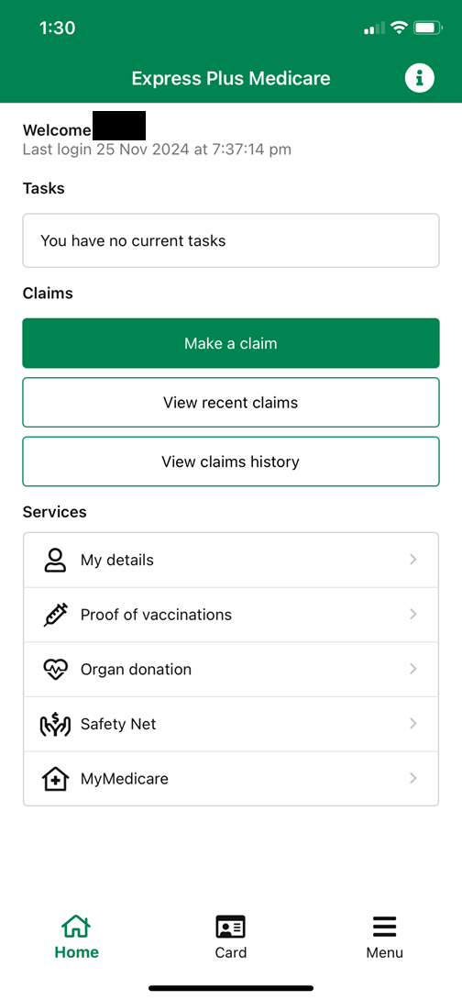 1:30
Express Plus Medicare
Welcome
Last login 25 Nov 2024 at 7:37:14 pm
Tasks
You have no current tasks
Claims
Make a claim
View recent claims
View claims history
Services
My details
Proof of vaccinations
Organ donation
Safety Net
MyMedicare
Home
Card
Menu